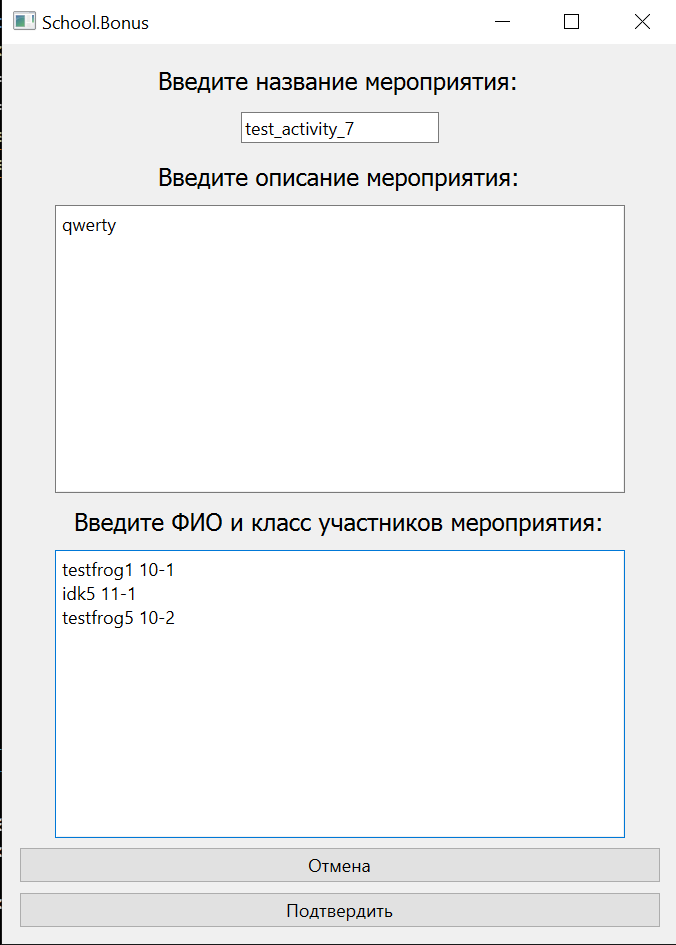 School.Bonus
Введите название мероприятия:
test_activity_7
Введите описание мероприятия:
qwerty
Введите ФИО и класс участников мероприятия:
testfrog1 10-1
idk5 11-1
testfrog5 10-2
Отмена
Подтвердить